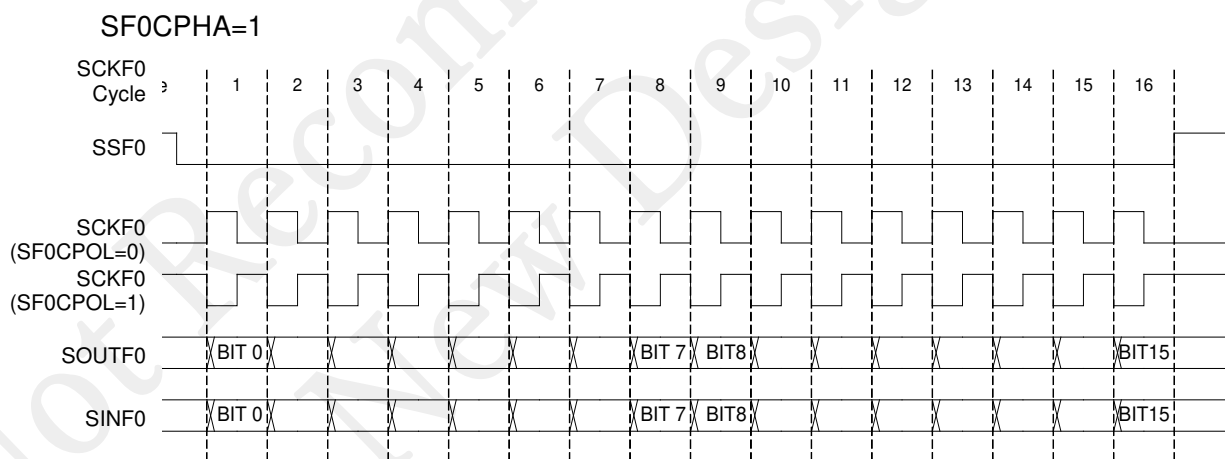 SF0CPHA=1
SCKF0
Cycle
1 2 3 4 5 6 7 8 9 10 11 12 13 14 15 16
SSF0
SCKF0
(SF0CPOL=0)
SCKF0
(SF0CPOL=1)
SOUTF0 BIT 0 BIT 7 BIT8 BIT15
SINF0 BIT 0 BIT 7 BIT8 BIT15
Not
New